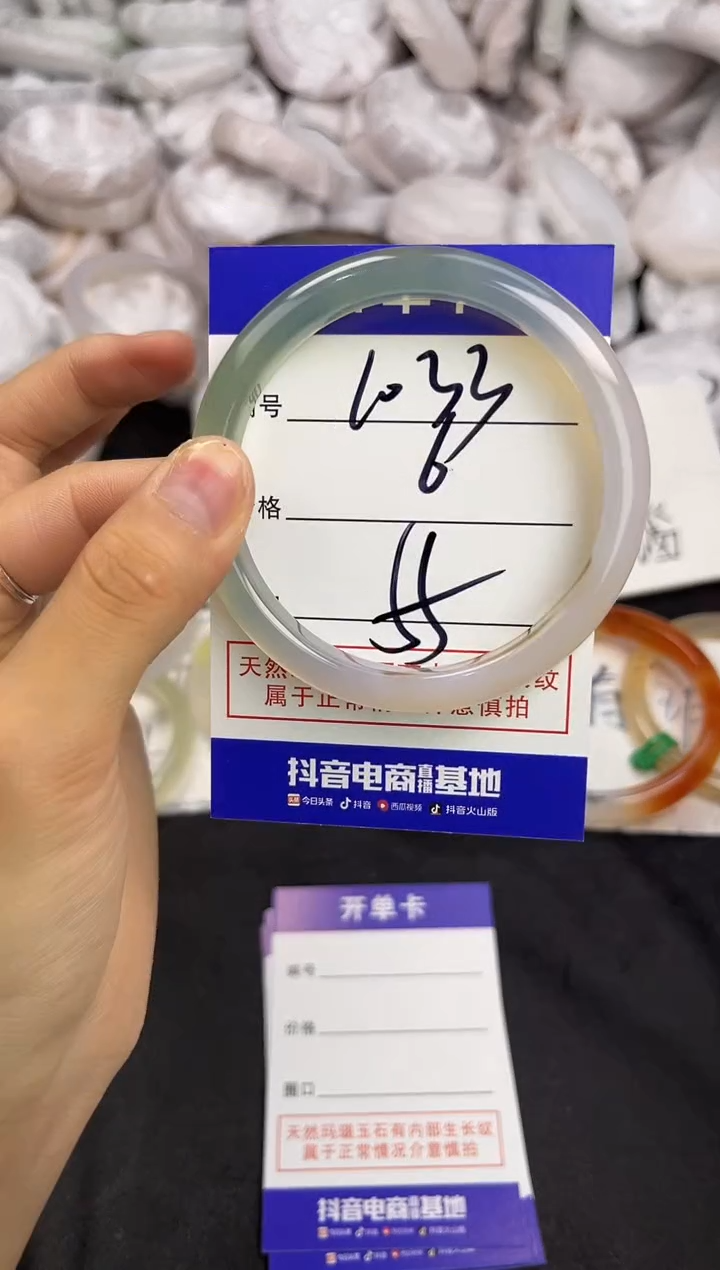 号
格
55
天然 纹
属于正常 慎拍
抖音电商直播基地
今日头条 抖音 西瓜视频 抖音火山版
开单卡
编号
价格
圈口
天然玛瑙玉石有内部生长纹
属于正常情况介意慎拍
抖音电商直播基地